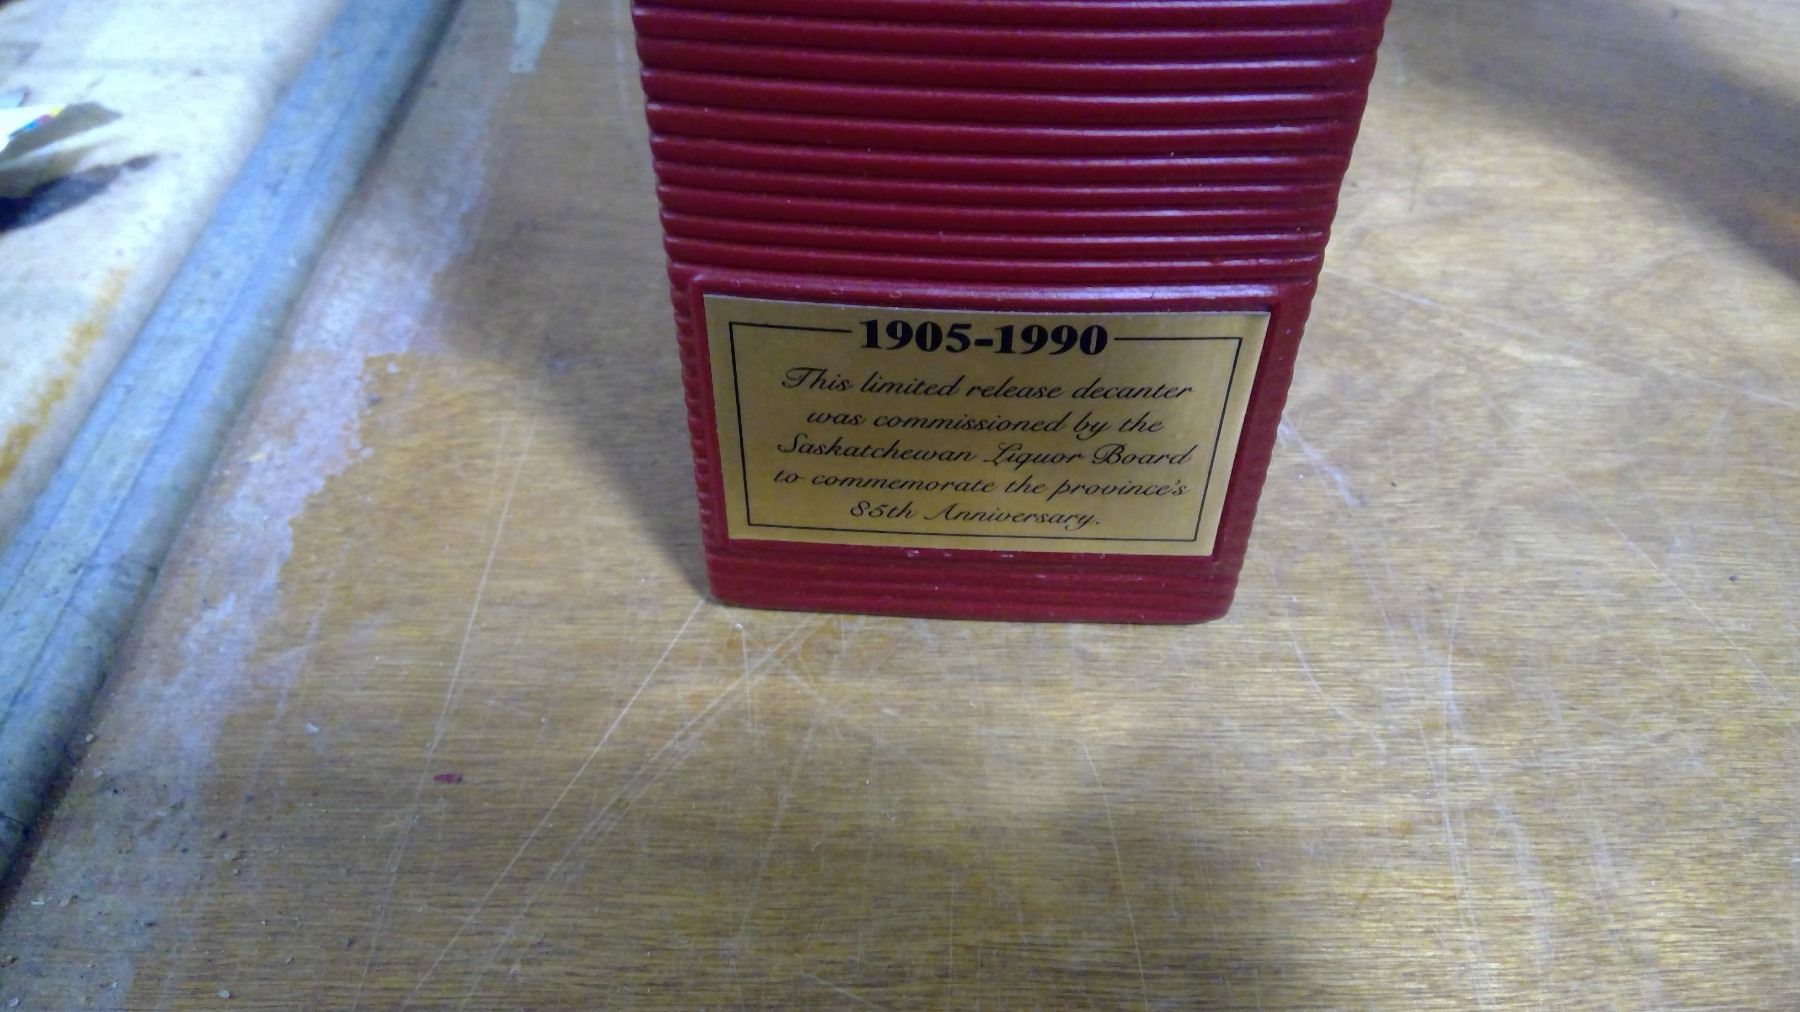 1905-1990
This limited release decanter
was commissioned by the
Saskatchewan Liquor Board
to commemorate the province's
85th Anniversary.